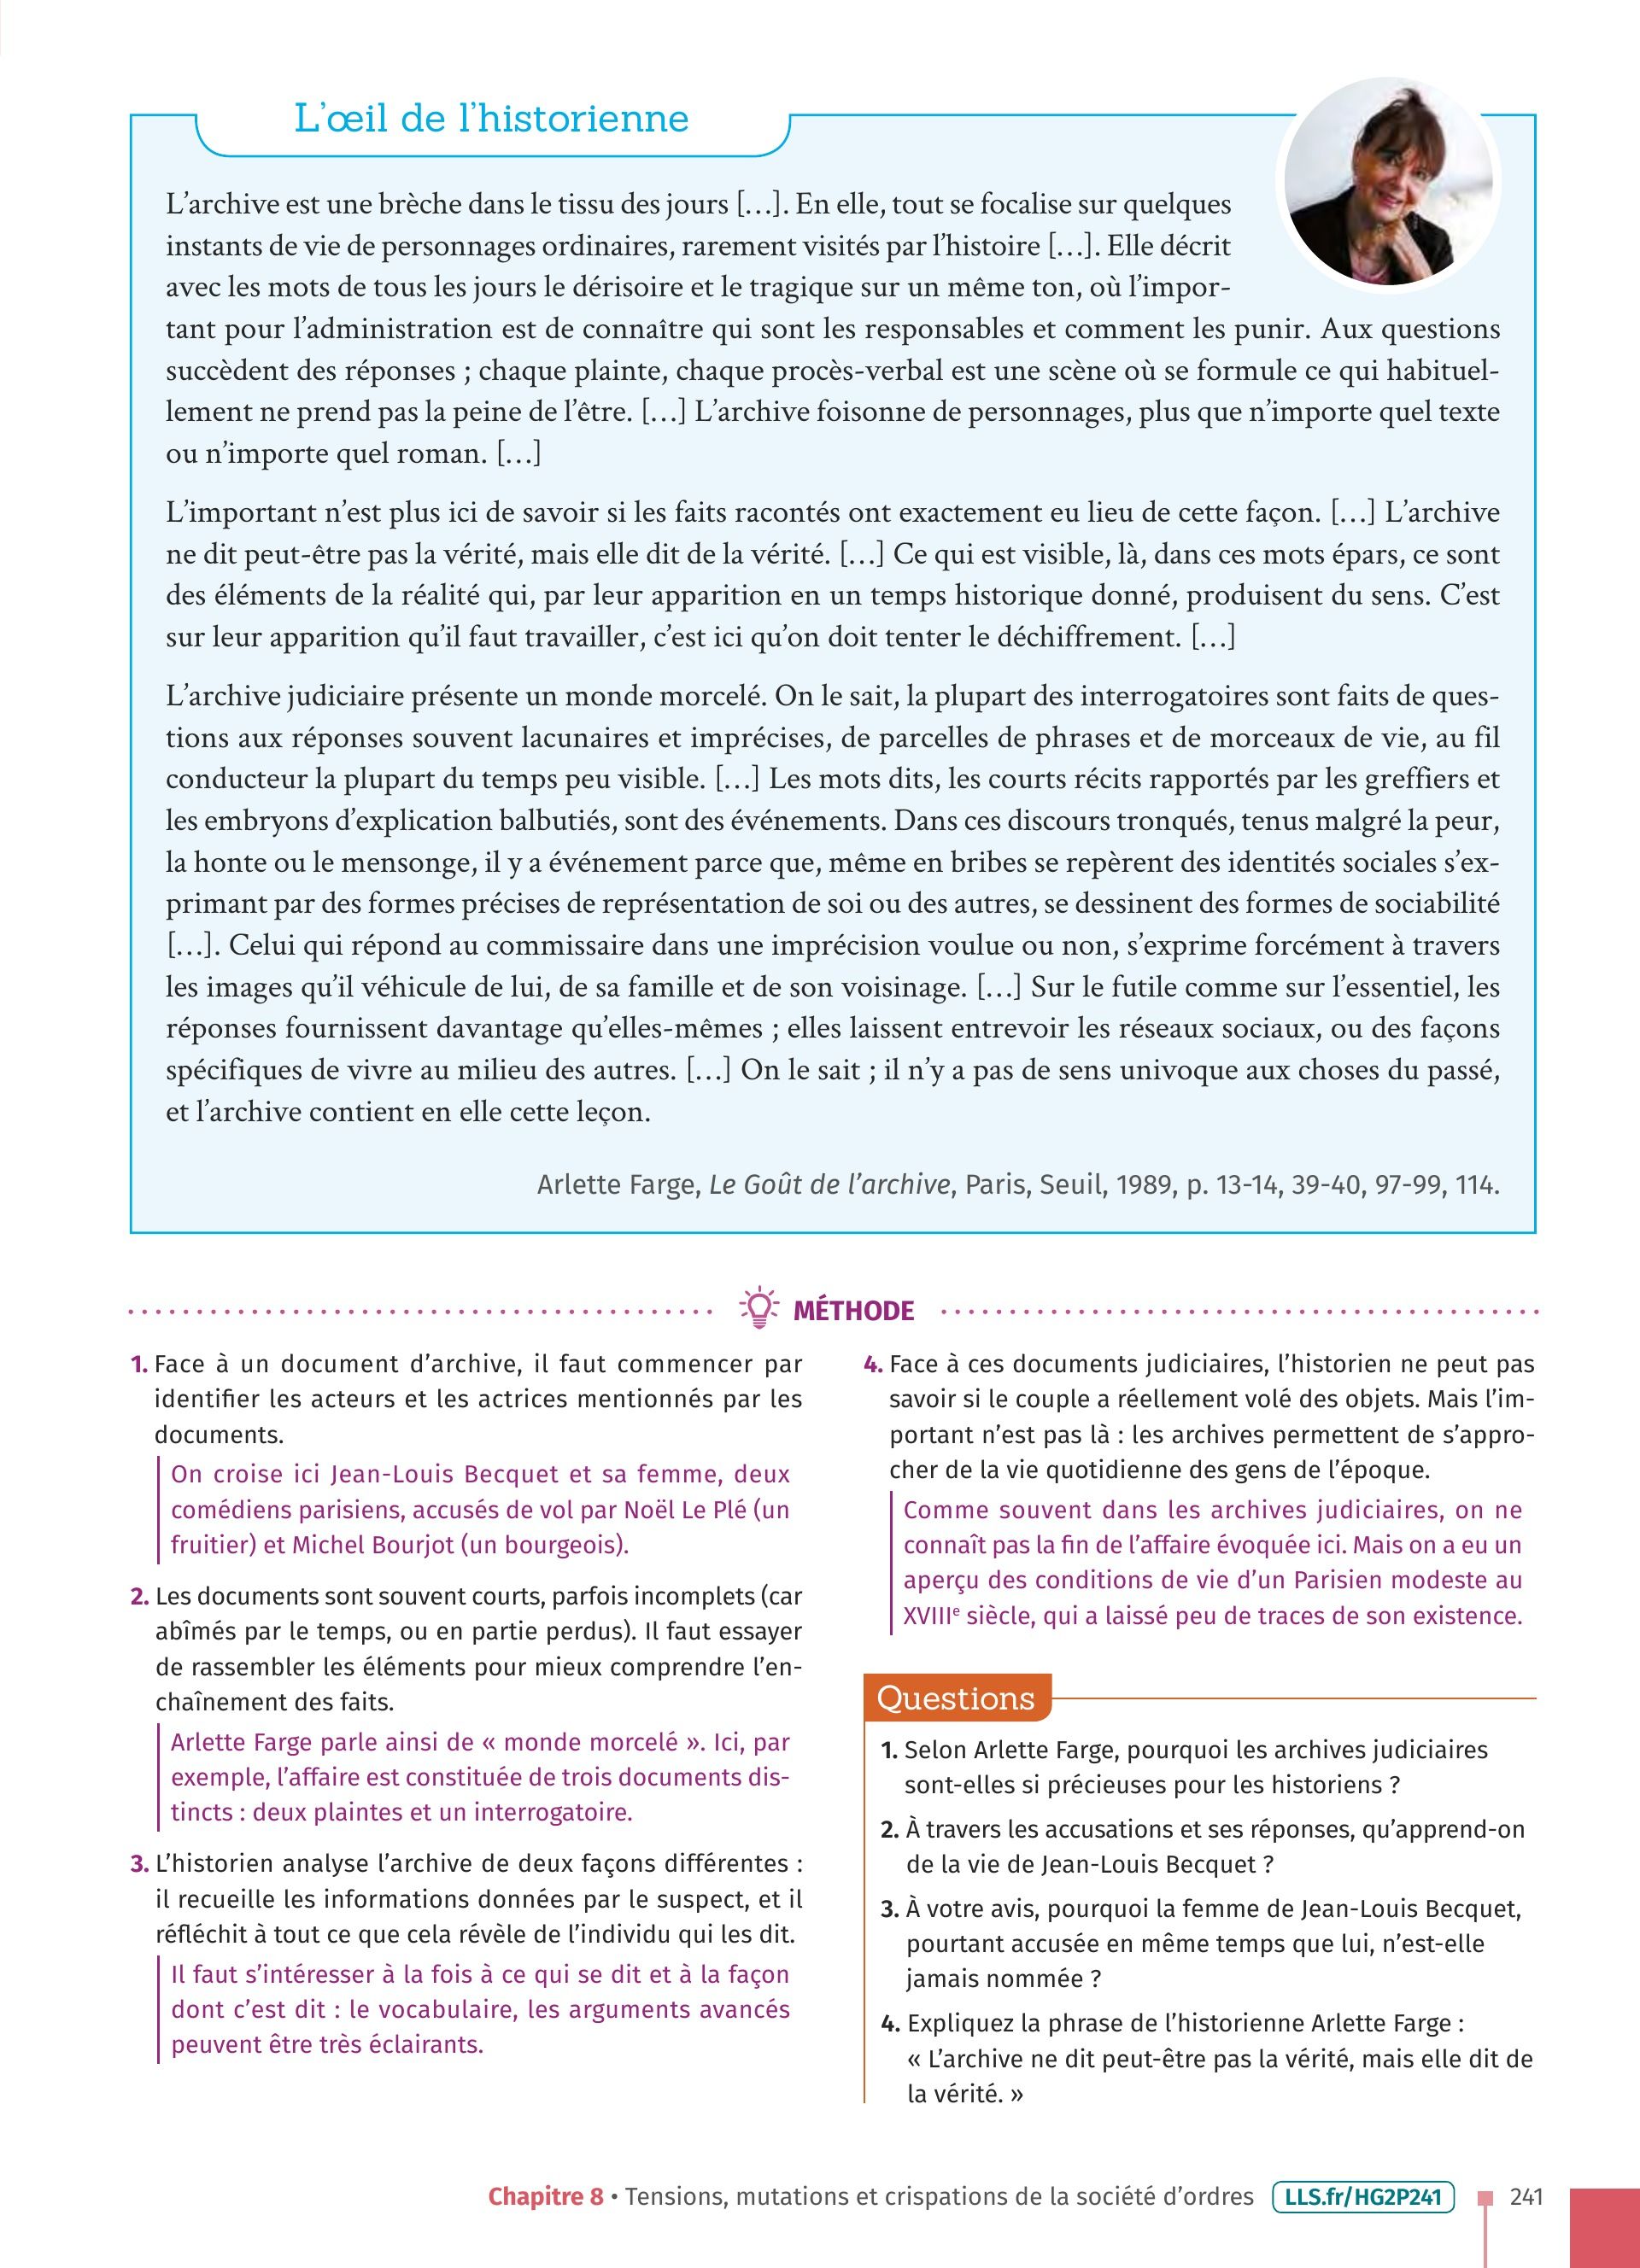 L’œil de l’historienne
L’archive est une brèche dans le tissu des jours […]. En elle, tout se focalise sur quelques
instants de vie de personnages ordinaires, rarement visités par l’histoire […]. Elle décrit
avec les mots de tous les jours le dérisoire et le tragique sur un même ton, où l’impor-
tant pour l’administration est de connaître qui sont les responsables et comment les punir. Aux questions
succèdent des réponses ; chaque plainte, chaque procès-verbal est une scène où se formule ce qui habituel-
lement ne prend pas la peine de l’être. […] L’archive foisonne de personnages, plus que n’importe quel texte
ou n’importe quel roman. […]
L’important n’est plus ici de savoir si les faits racontés ont exactement eu lieu de cette façon. […] L’archive
ne dit peut-être pas la vérité, mais elle dit de la vérité. […] Ce qui est visible, là, dans ces mots épars, ce sont
des éléments de la réalité qui, par leur apparition en un temps historique donné, produisent du sens. C’est
sur leur apparition qu’il faut travailler, c’est ici qu’on doit tenter le déchiffrement. […]
L’archive judiciaire présente un monde morcelé. On le sait, la plupart des interrogatoires sont faits de ques-
tions aux réponses souvent lacunaires et imprécises, de parcelles de phrases et de morceaux de vie, au fil
conducteur la plupart du temps peu visible. […] Les mots dits, les courts récits rapportés par les greffiers et
les embryons d’explication balbutiés, sont des événements. Dans ces discours tronqués, tenus malgré la peur,
la honte ou le mensonge, il y a événement parce que, même en bribes se repèrent des identités sociales s’ex-
primant par des formes précises de représentation de soi ou des autres, se dessinent des formes de sociabilité
[…]. Celui qui répond au commissaire dans une imprécision voulue ou non, s’exprime forcément à travers
les images qu’il véhicule de lui, de sa famille et de son voisinage. […] Sur le futile comme sur l’essentiel, les
réponses fournissent davantage qu’elles-mêmes ; elles laissent entrevoir les réseaux sociaux, ou des façons
spécifiques de vivre au milieu des autres. […] On le sait ; il n’y a pas de sens univoque aux choses du passé,
et l’archive contient en elle cette leçon.
Arlette Farge, Le Goût de l’archive, Paris, Seuil, 1989, p. 13-14, 39-40, 97-99, 114.
MÉTHODE
1. Face à un document d’archive, il faut commencer par
identifier les acteurs et les actrices mentionnés par les
documents.
On croise ici Jean-Louis Becquet et sa femme, deux
comédiens parisiens, accusés de vol par Noël Le Plé (un
fruitier) et Michel Bourjot (un bourgeois).
2. Les documents sont souvent courts, parfois incomplets (car
abîmés par le temps, ou en partie perdus). Il faut essayer
de rassembler les éléments pour mieux comprendre l’en-
chaînement des faits.
Arlette Farge parle ainsi de « monde morcelé ». Ici, par
exemple, l’affaire est constituée de trois documents dis-
tincts : deux plaintes et un interrogatoire.
3. L’historien analyse l’archive de deux façons différentes :
il recueille les informations données par le suspect, et il
réfléchit à tout ce que cela révèle de l’individu qui les dit.
Il faut s’intéresser à la fois à ce qui se dit et à la façon
dont c’est dit : le vocabulaire, les arguments avancés
peuvent être très éclairants.
4. Face à ces documents judiciaires, l’historien ne peut pas
savoir si le couple a réellement volé des objets. Mais l’im-
portant n’est pas là : les archives permettent de s’appro-
cher de la vie quotidienne des gens de l’époque.
Comme souvent dans les archives judiciaires, on ne
connaît pas la fin de l’affaire évoquée ici. Mais on a eu un
aperçu des conditions de vie d’un Parisien modeste au
XVIIIe siècle, qui a laissé peu de traces de son existence.
Questions
1. Selon Arlette Farge, pourquoi les archives judiciaires
sont-elles si précieuses pour les historiens ?
2. À travers les accusations et ses réponses, qu’apprend-on
de la vie de Jean-Louis Becquet ?
3. À votre avis, pourquoi la femme de Jean-Louis Becquet,
pourtant accusée en même temps que lui, n’est-elle
jamais nommée ?
4. Expliquez la phrase de l’historienne Arlette Farge :
« L’archive ne dit peut-être pas la vérité, mais elle dit de
la vérité. »
Chapitre 8 • Tensions, mutations et crispations de la société d’ordres LLS.fr/HG2P241 241